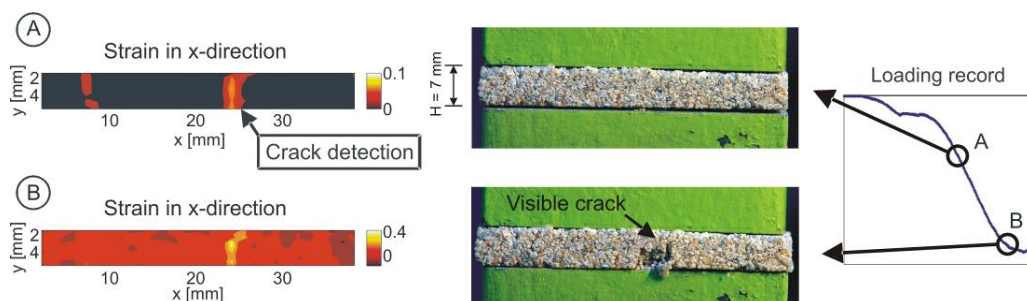 A
Strain in x-direction
y [mm]
2
4
10
20
30
x [mm]
0.1
0
Crack detection
H = 7 mm
Loading record
A
B
B
Strain in x-direction
y [mm]
2
4
10
20
30
x [mm]
0.4
0
Visible crack